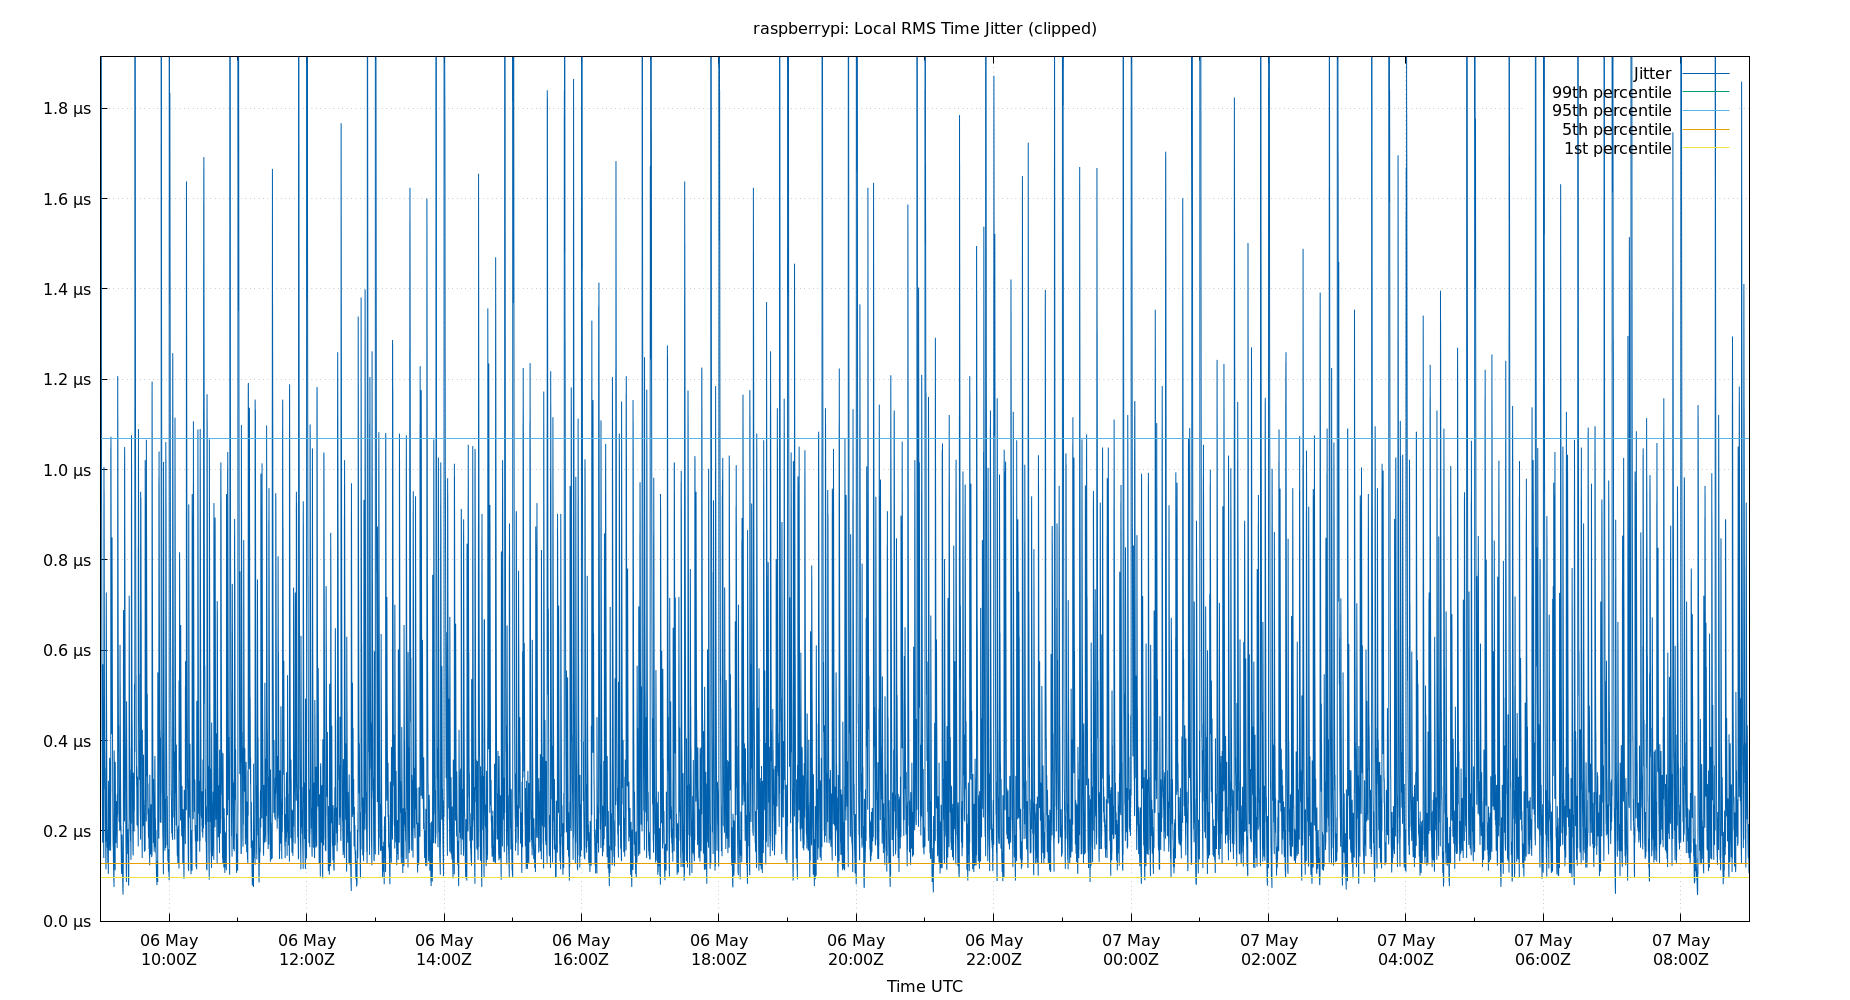 raspberrypi: Local RMS Time Jitter (clipped)
Jitter
99th percentile
95th percentile
5th percentile
1st percentile
1.8 µs
1.6 µs
1.4 µs
1.2 µs
1.0 µs
0.8 µs
0.6 µs
0.4 µs
0.2 µs
0.0 µs
06 May 06 May 06 May 06 May 06 May 06 May 06 May 07 May 07 May 07 May 07 May 07 May
10:00Z 12:00Z 14:00Z 16:00Z 18:00Z 20:00Z 22:00Z 00:00Z 02:00Z 04:00Z 06:00Z 08:00Z
Time UTC